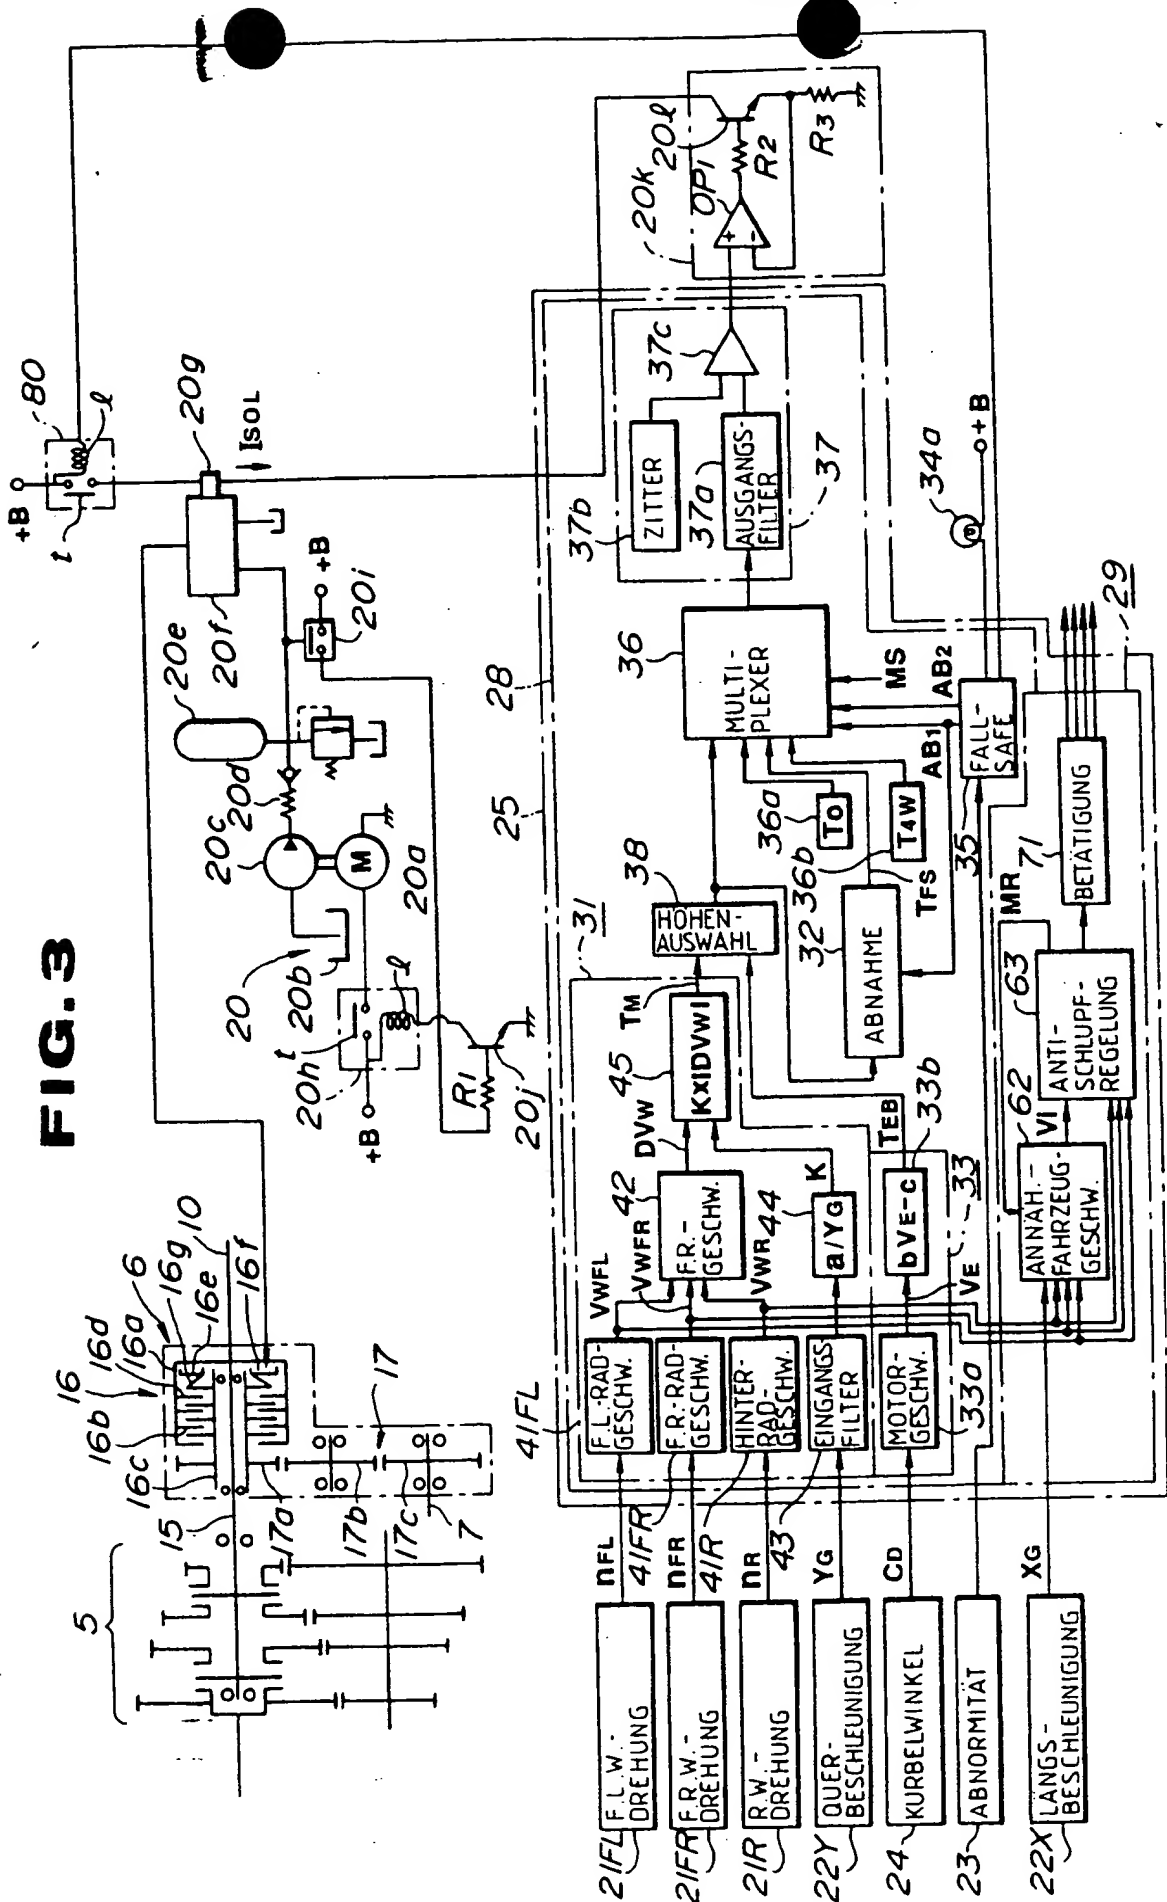 FIG.3
5
15
16c
16b
16
16d
16a
6
16g
16e
10
16f
17
17a
17b
17c
7
20
20b
20h
t
l
+B
R1
20j
20a
M
20c
20d
20e
20f
20i
+B
20g
ISOL
80
l
t
+B
25
28
31
38
HÖHEN-
AUSWAHL
36
MULTI-
PLEXER
37b
ZITTER
37a
AUSGANGS-
FILTER
37c
37
20k
OP1
+
-
20l
R2
R3
34a
+B
MS
AB2
AB1
36a
T0
36b
T4W
TFS
32
ABNAHME
35
FALL-
SAFE
29
71
BETÄTIGUNG
MR
63
ANTI-
SCHLUPF-
REGELUNG
62
VI
ANNAH.-
FAHRZEUG-
GESCHW.
TM
45
KXIDVWI
DVW
42
F.R.-
GESCHW.
VWFL
VWFR
VWR
44
K
a/YG
TEB
33b
bVE-C
VE
33
41FL
F.L.-RAD-
GESCHW.
41FR
F.R.-RAD-
GESCHW.
41R
HINTER-
RAD-
GESCHW.
43
EINGANGS
FILTER
33a
MOTOR-
GESCHW.
nFL
nFR
nR
YG
CD
XG
21FL
F.L.W.-
DREHUNG
21FR
F.R.W.-
DREHUNG
21R
R.W.-
DREHUNG
22Y
QUER-
BESCHLEUNIGUNG
24
KURBELWINKEL
23
ABNORMITÄT
22X
LÄNGS-
BESCHLEUNIGUNG